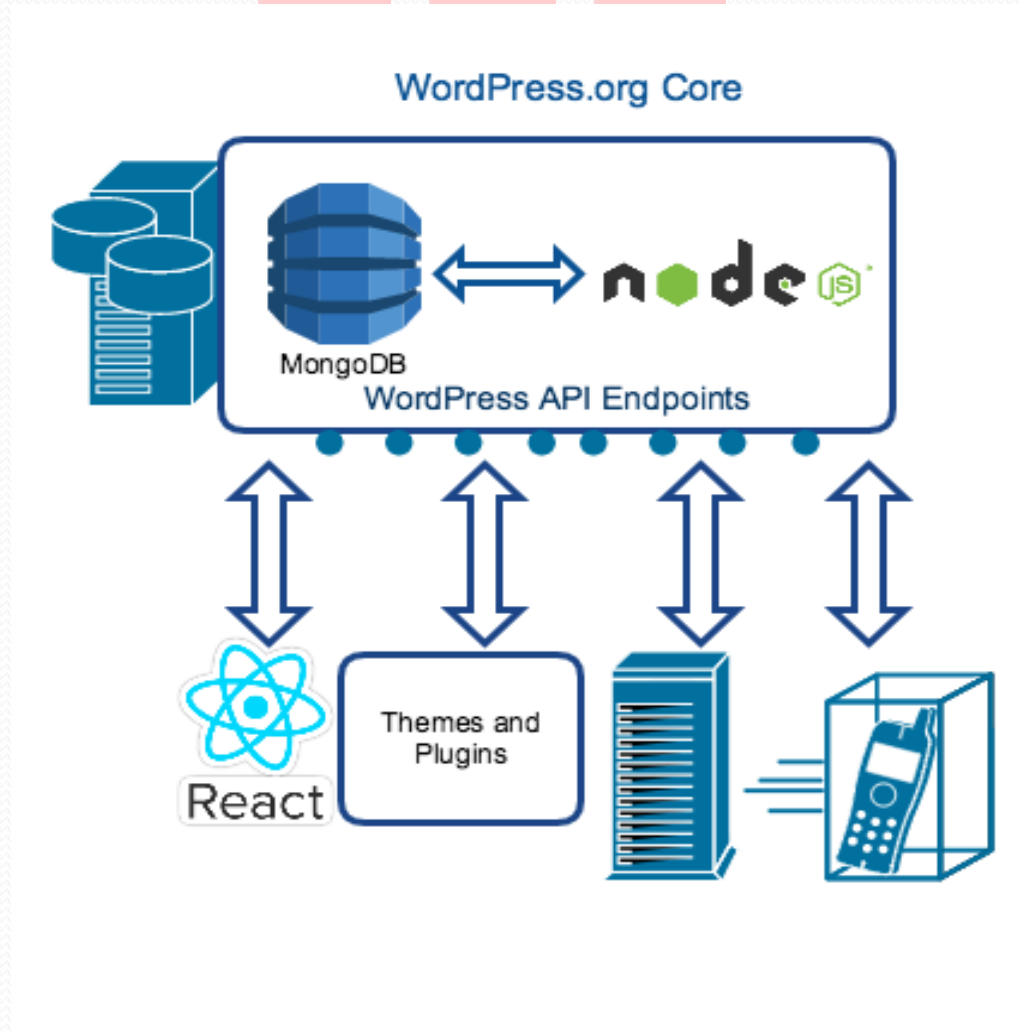 WordPress.org Core
node JS
MongoDB
WordPress API Endpoints
Themes and
Plugins
React